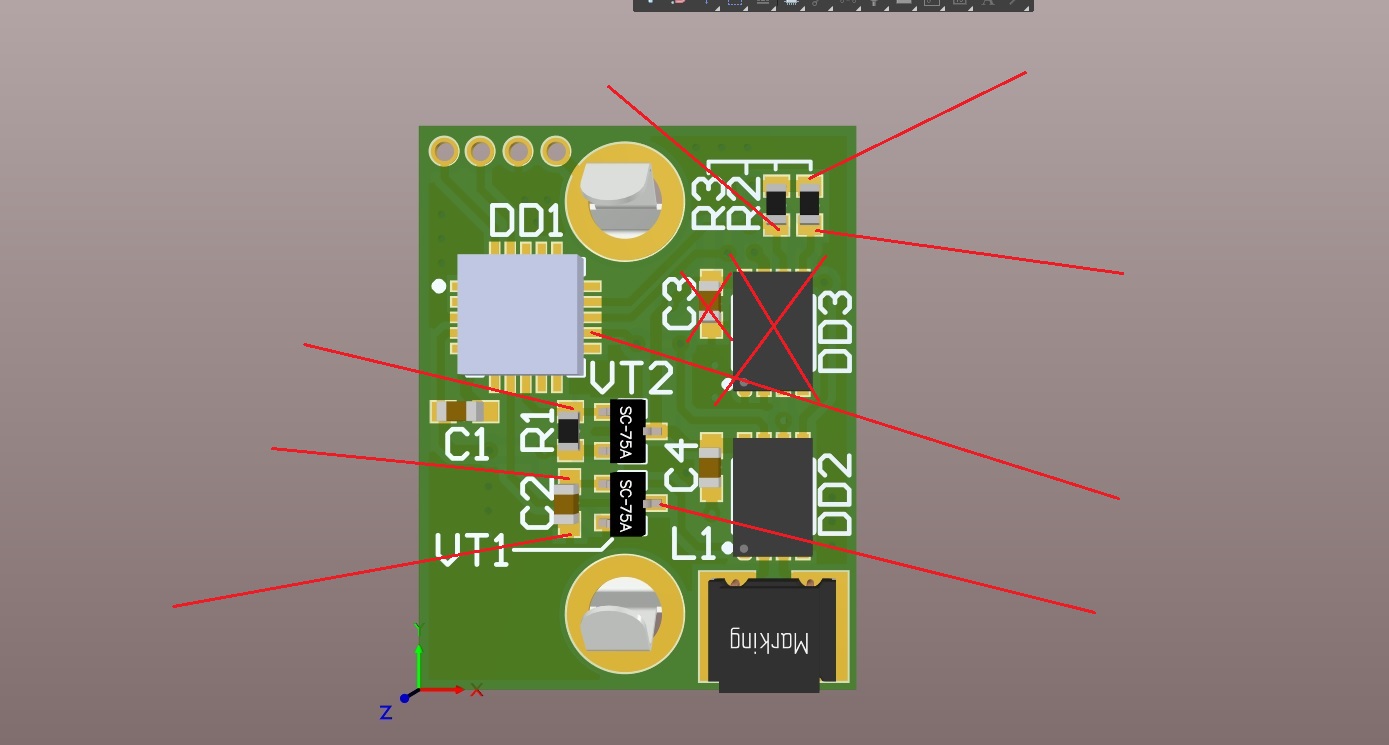 R3
R2
DD1
C3
DD3
VT2
SC-75A
R1
C1
C4
SC-75A
C2
DD2
VT1
L1
Marking
Y
X
Z